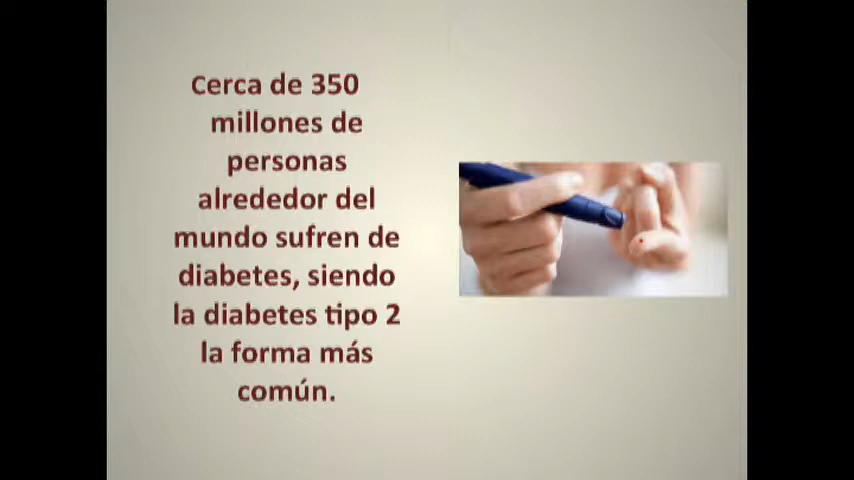 Cerca de 350
millones de
personas
alrededor del
mundo sufren de
diabetes, siendo
la diabetes tipo 2
la forma más
común.